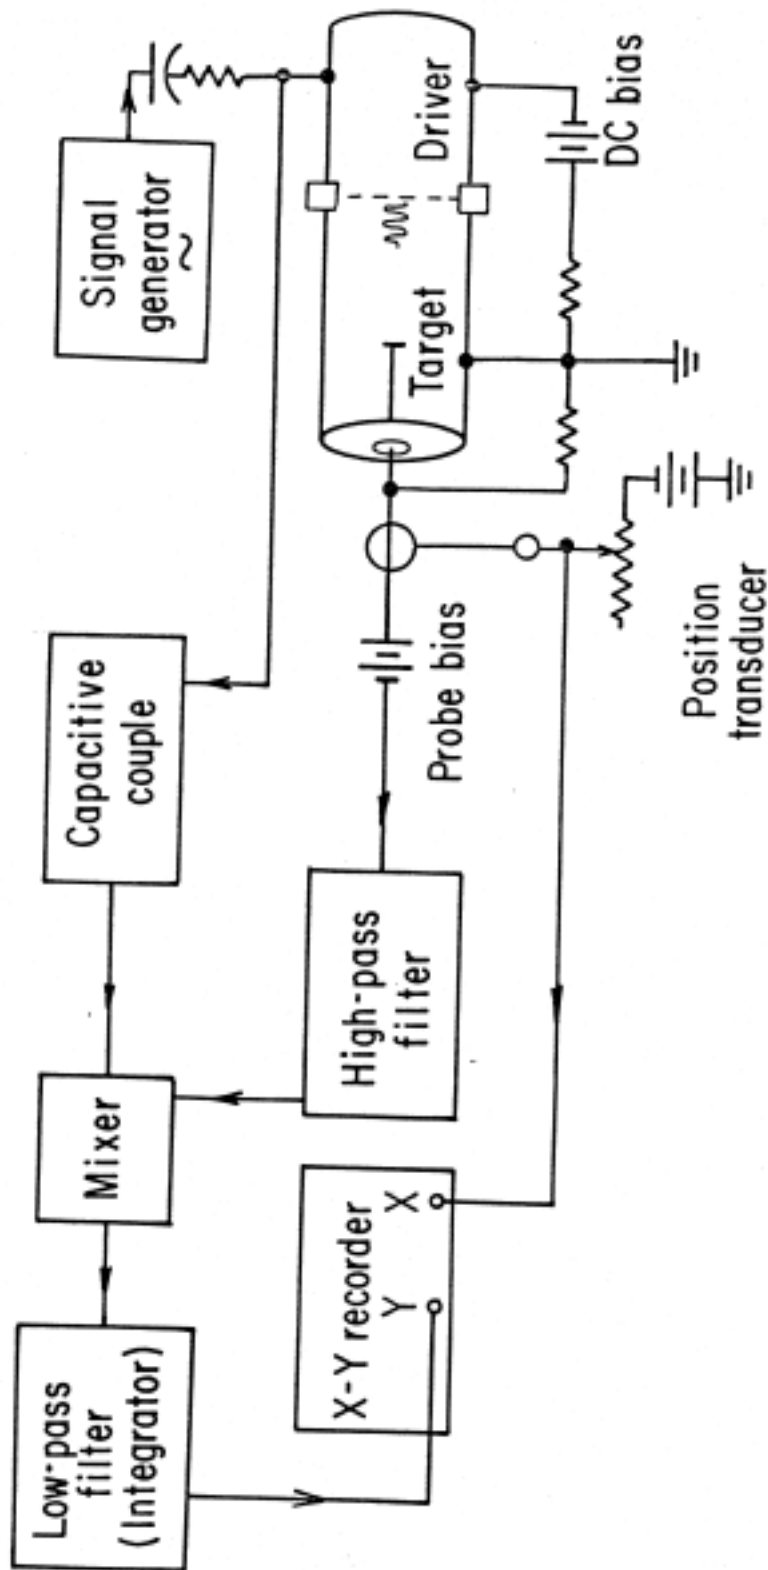 Signal
generator
~
Driver
DC bias
Target
Capacitive
couple
Probe bias
Position
transducer
Mixer
High-pass
filter
Low-pass
filter
(Integrator)
X-Y recorder
Y
X